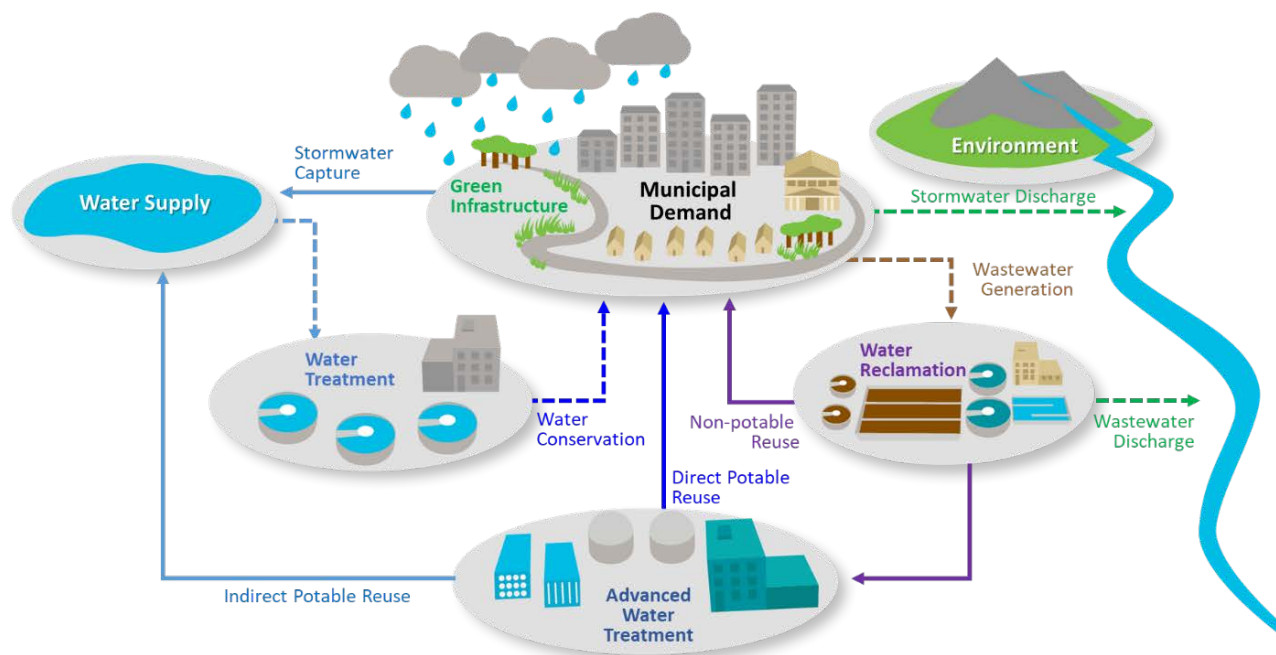 Environment
Stormwater
Capture
Green
Infrastructure
Municipal
Demand
Stormwater Discharge
Water Supply
Wastewater
Generation
Water
Treatment
Water
Reclamation
Water
Conservation
Non-potable
Reuse
Wastewater
Discharge
Direct Potable
Reuse
Indirect Potable Reuse
Advanced
Water
Treatment